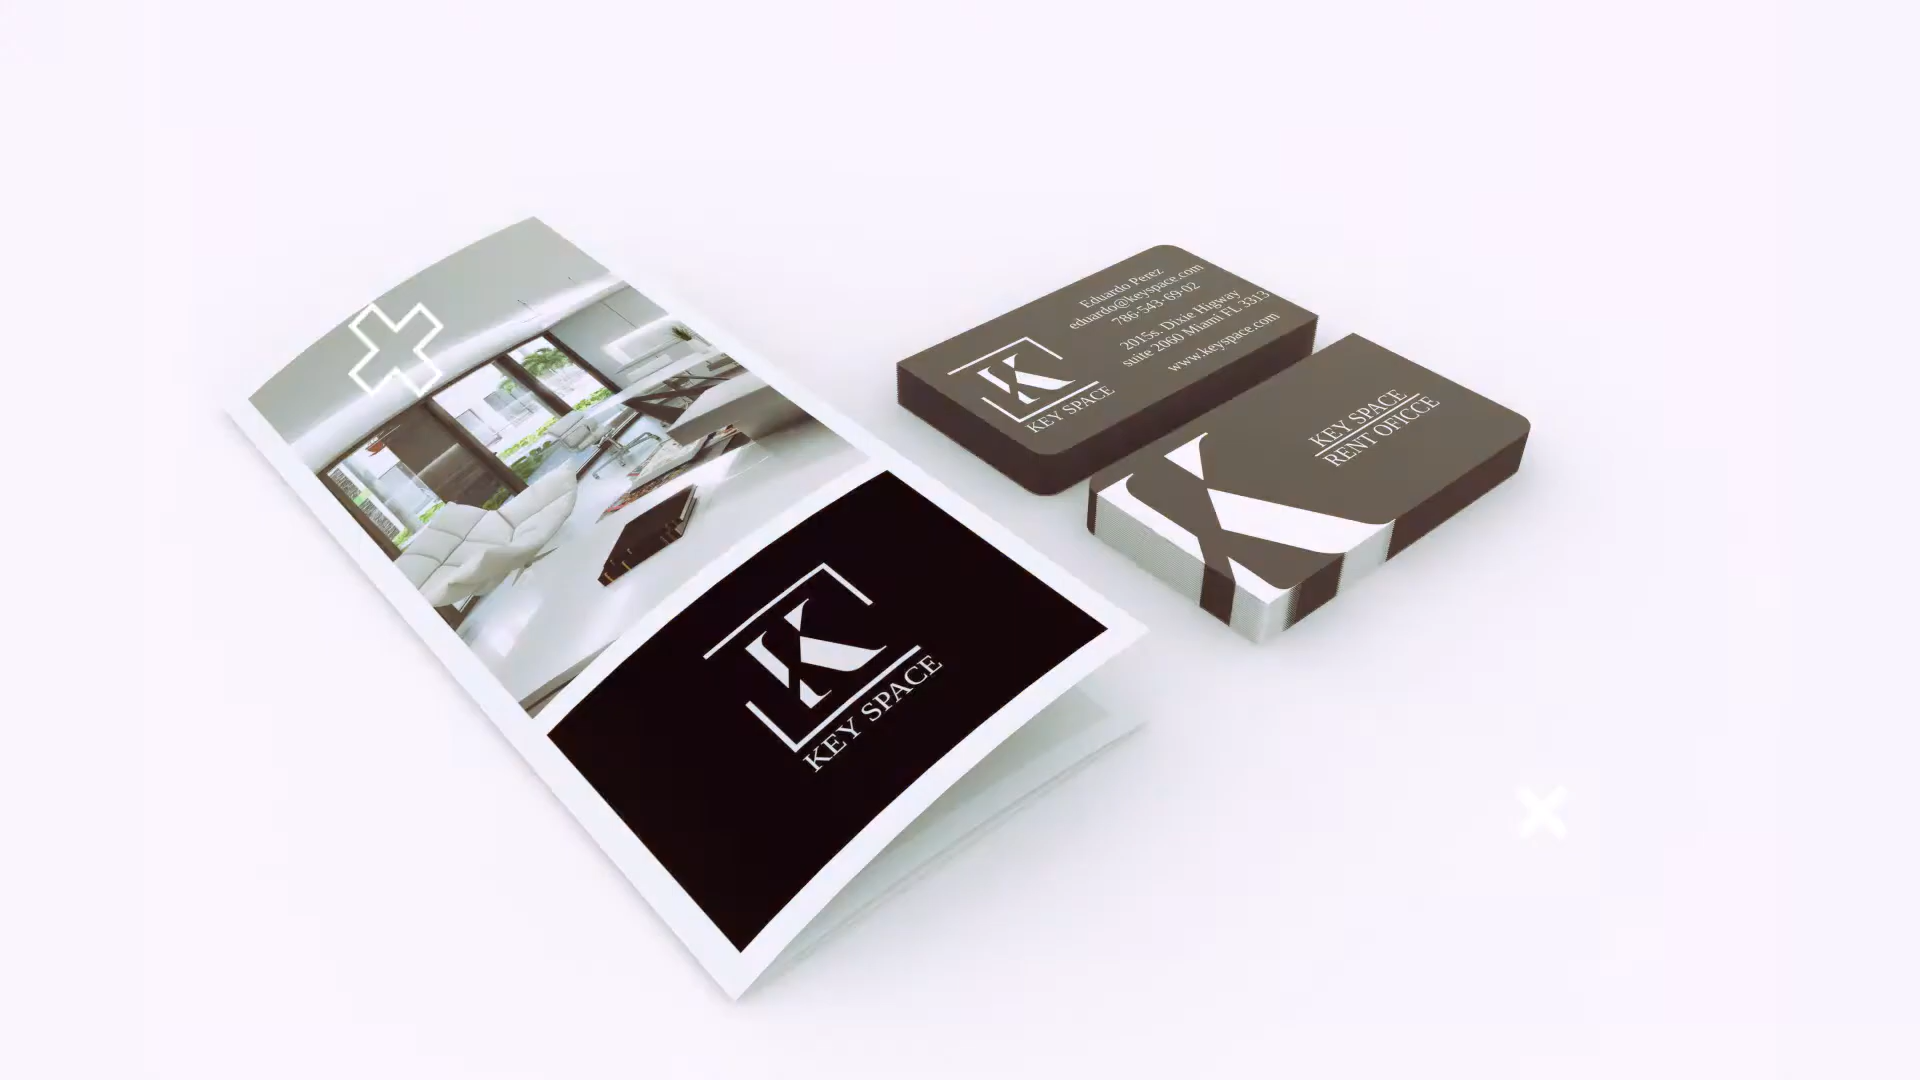 K
KEY SPACE
K
KEY SPACE
Eduardo Perez
eduardo@keyspace.com
786-543-69-02
2015s. Dixie Higway
suite 2060 Miami FL 3313
www.keyspace.com
KEY SPACE
RENT OFICCE
K